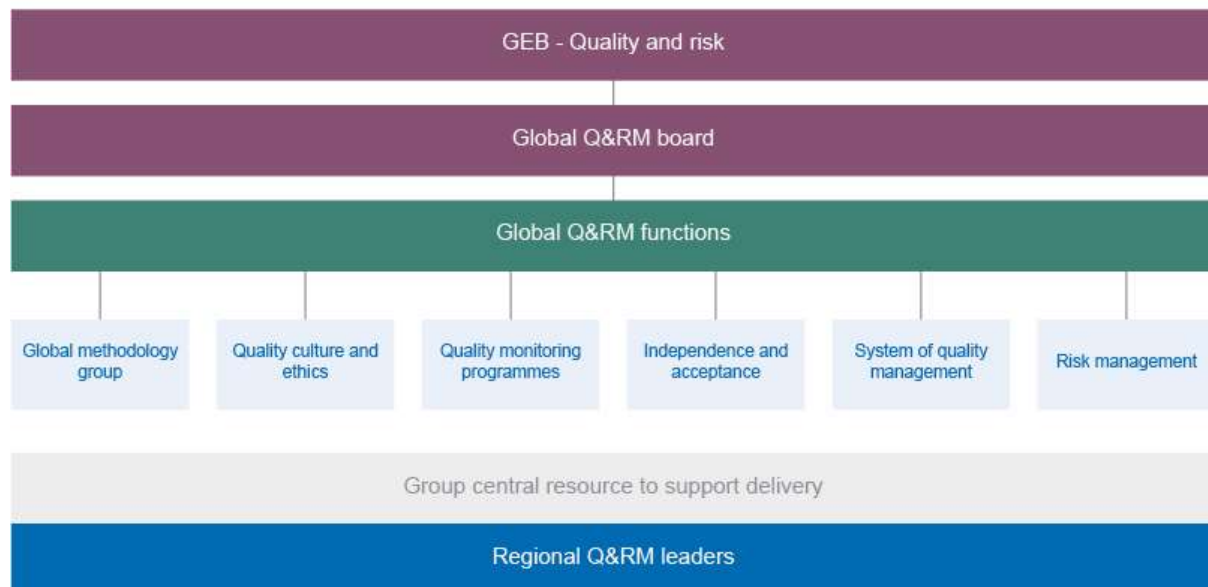 GEB - Quality and risk
Global Q&RM board
Global Q&RM functions
Global methodology
group
Quality culture and
ethics
Quality monitoring
programmes
Independence and
acceptance
System of quality
management
Risk management
Group central resource to support delivery
Regional Q&RM leaders